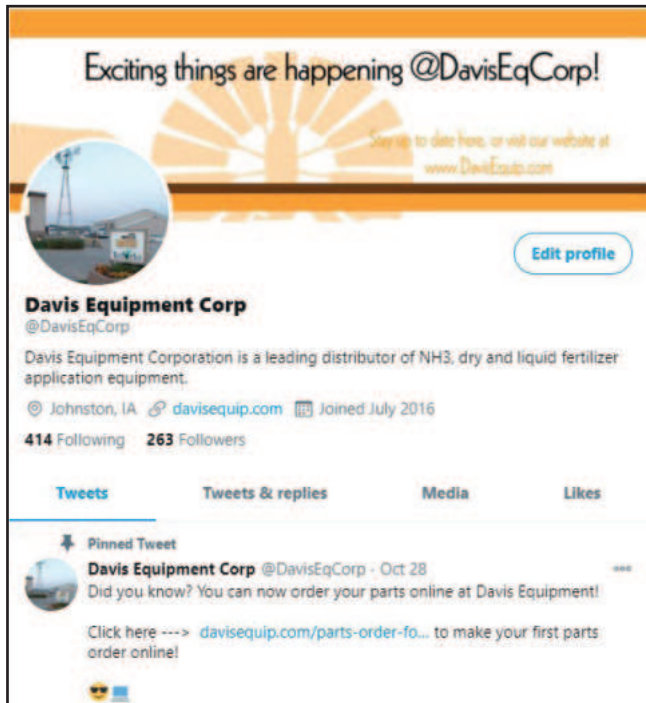 Exciting things are happening @DavisEqCorp!
Stay up to date here, or visit our website at
www.DavisEquip.com
Edit profile
Davis Equipment Corp
@DavisEqCorp
Davis Equipment Corporation is a leading distributor of NH3, dry and liquid fertilizer
application equipment.
Johnston, IA davisequip.com Joined July 2016
414 Following 263 Followers
Tweets Tweets & replies Media Likes
Pinned Tweet
Davis Equipment Corp @DavisEqCorp · Oct 28
Did you know? You can now order your parts online at Davis Equipment!
Click here ---> davisequip.com/parts-order-fo... to make your first parts
order online!